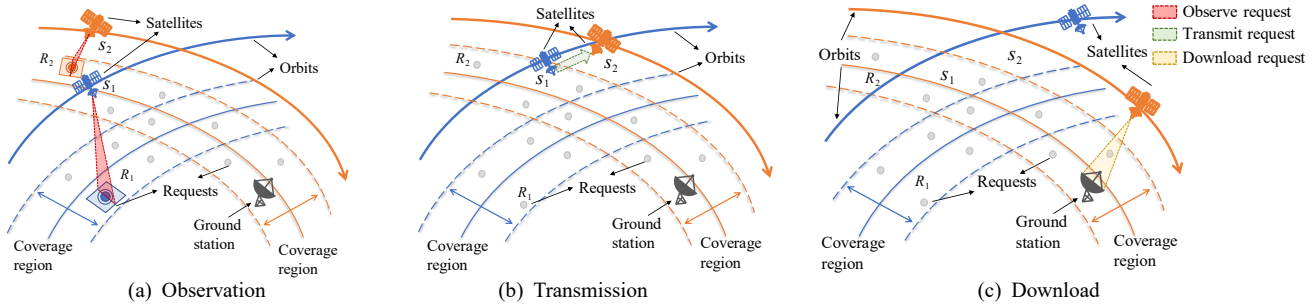 Satellites
S2
R2
S1
Orbits
R1
Requests
Ground
station
Coverage
region
Coverage
region
(a) Observation
Satellites
R2
S1
S2
Orbits
R1
Requests
Ground
station
Coverage
region
Coverage
region
(b) Transmission
Orbits
R2
S1
S2
Satellites
R1
Requests
Ground
station
Coverage
region
Coverage
region
(c) Download
Observe request
Transmit request
Download request